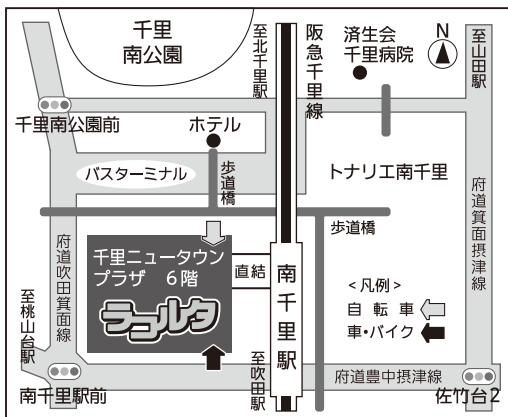 千里
南公園
至北千里駅
阪急千里線
済生会
千里病院
N
至山田駅
千里南公園前
ホテル
バスターミナル
歩道橋
トナリエ南千里
府道箕面摂津線
歩道橋
府道吹田箕面線
千里ニュータウン
プラザ 6階
ラコルタ
直結
南千里駅
<凡例>
自転車
車・バイク
至桃山台駅
南千里駅前
至吹田駅
府道豊中摂津線
佐竹台2